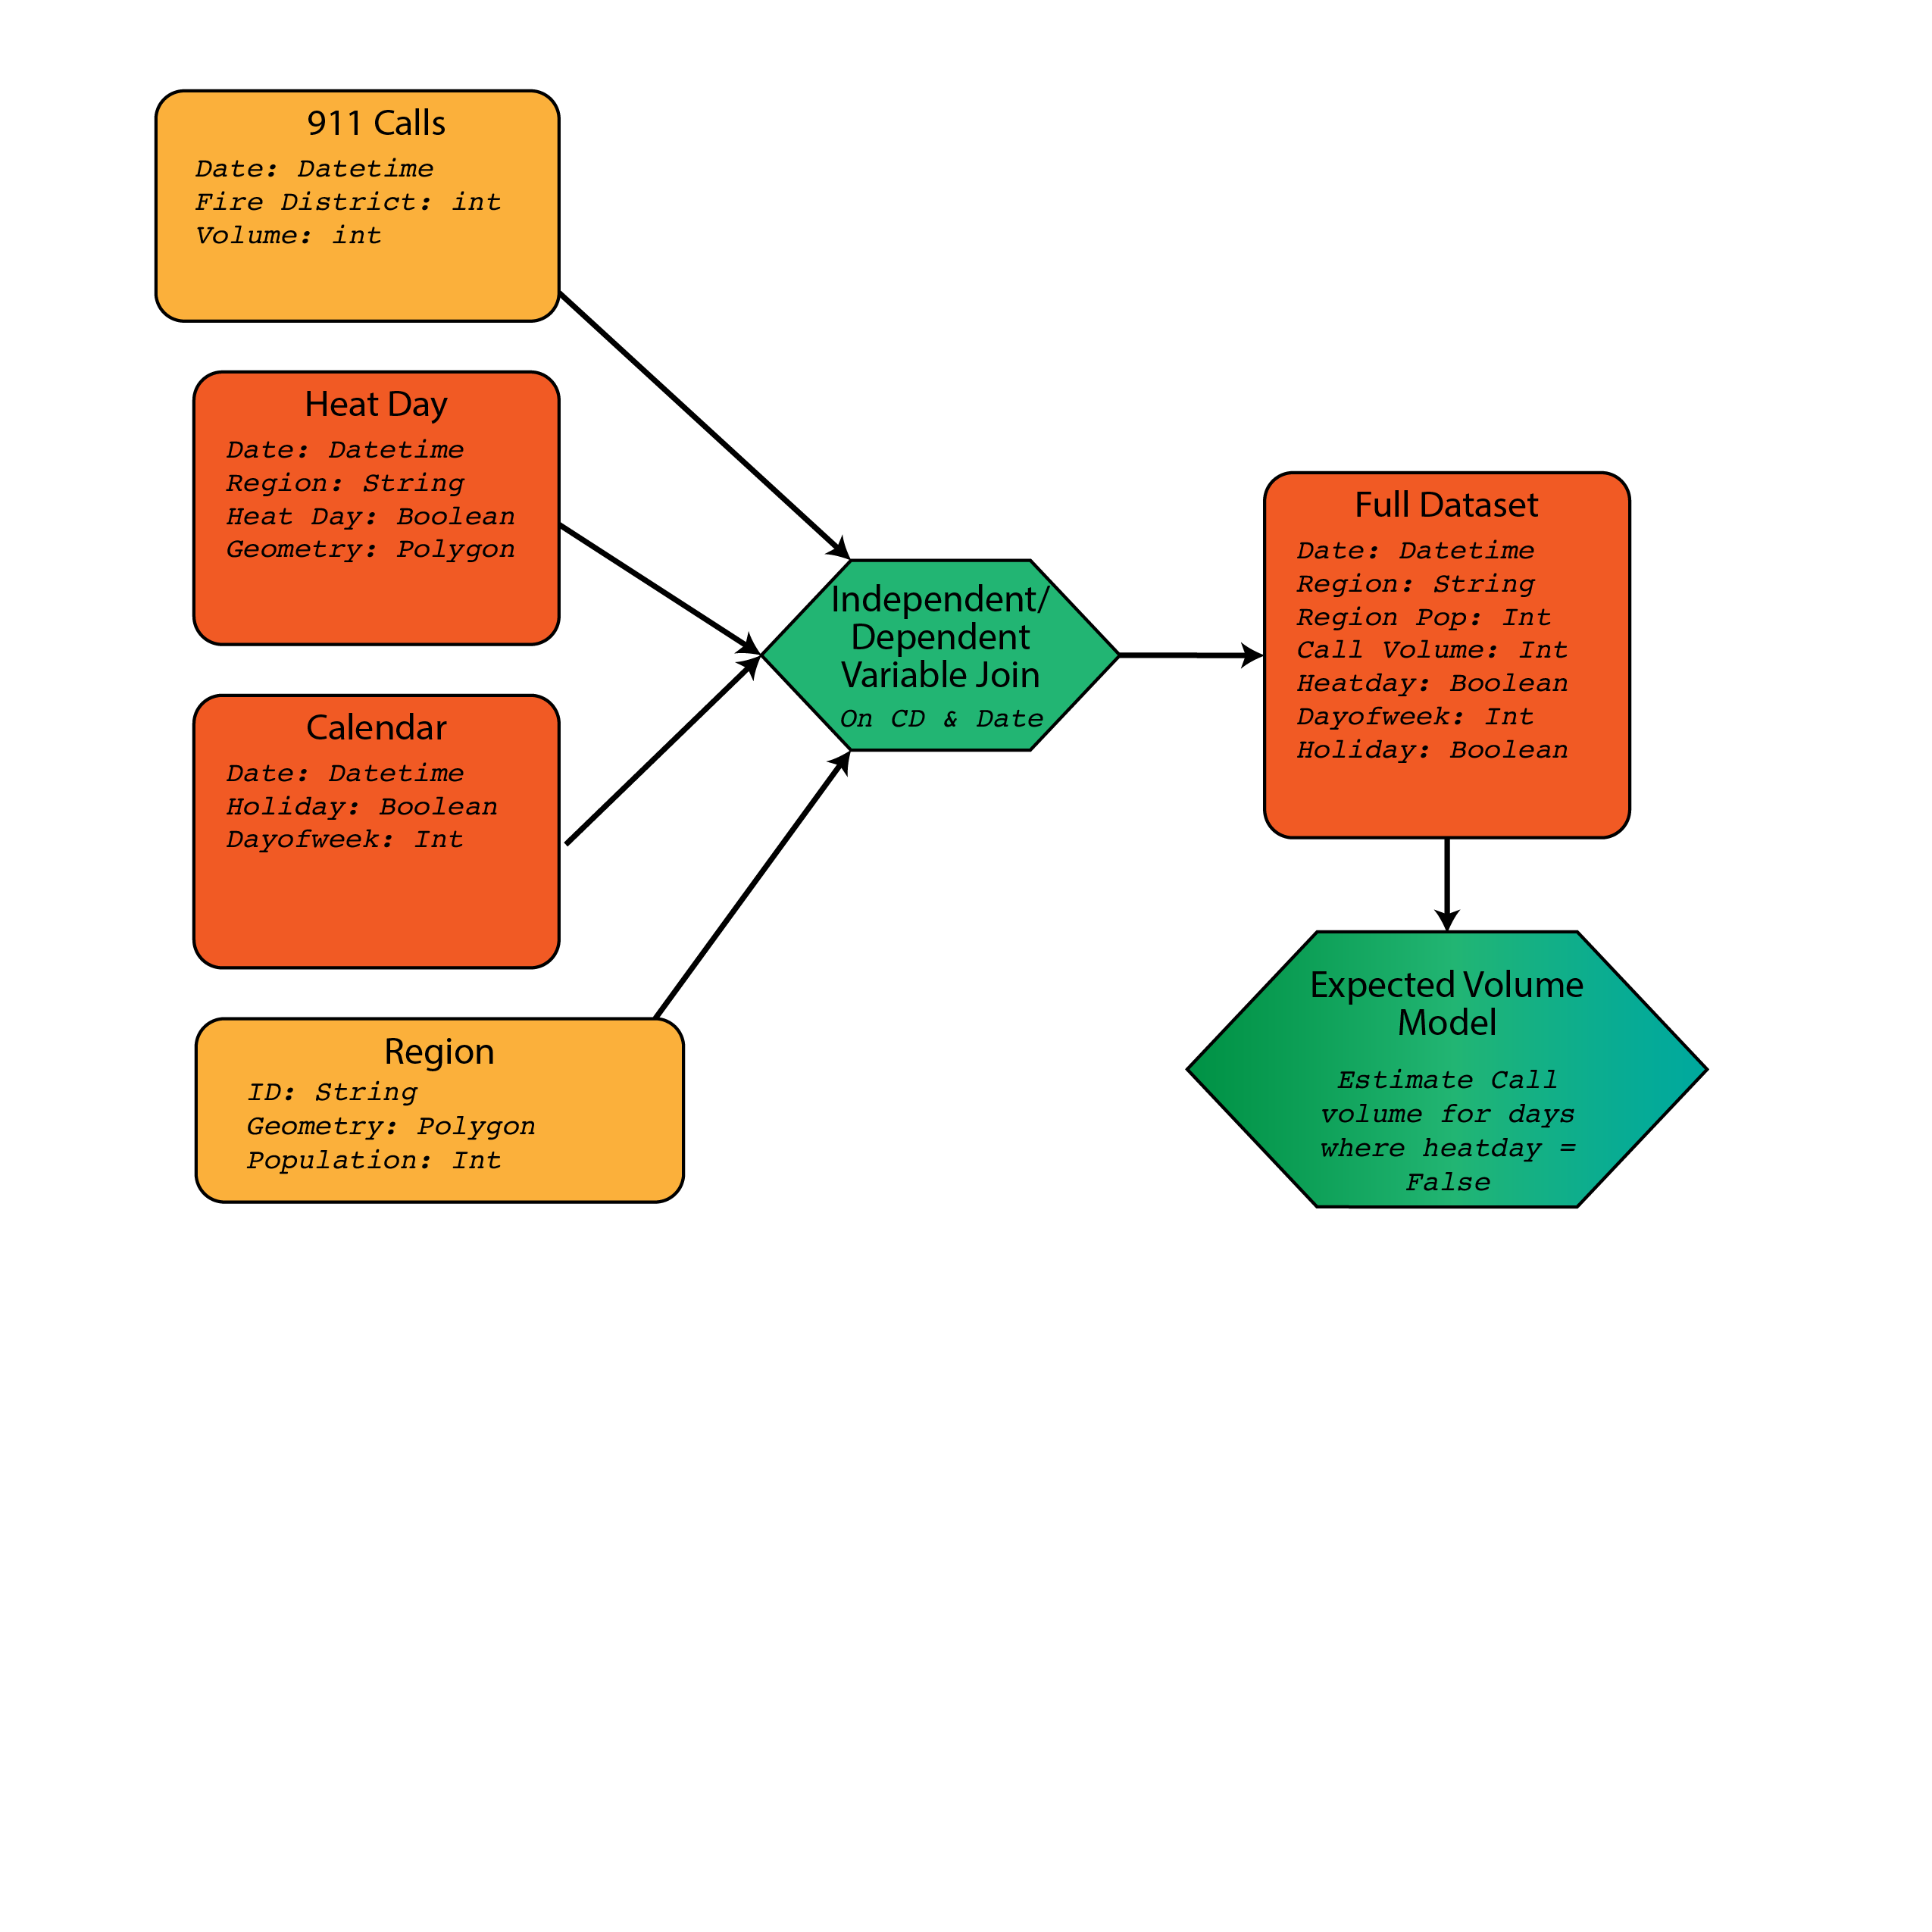 911 Calls
Date: Datetime
Fire District: int
Volume: int
Heat Day
Date: Datetime
Region: String
Heat Day: Boolean
Geometry: Polygon
Calendar
Date: Datetime
Holiday: Boolean
Dayofweek: Int
Region
ID: String
Geometry: Polygon
Population: Int
Independent/
Dependent
Variable Join
On CD & Date
Full Dataset
Date: Datetime
Region: String
Region Pop: Int
Call Volume: Int
Heatday: Boolean
Dayofweek: Int
Holiday: Boolean
Expected Volume
Model
Estimate Call
volume for days
where heatday =
False